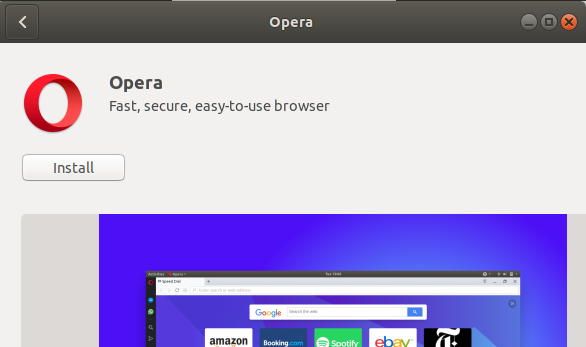 Opera
Opera
Fast, secure, easy-to-use browser
Install
Activities Opera
Speed Dial
Enter search or web address
Google Search the web
amazon Booking.com Spotify ebay